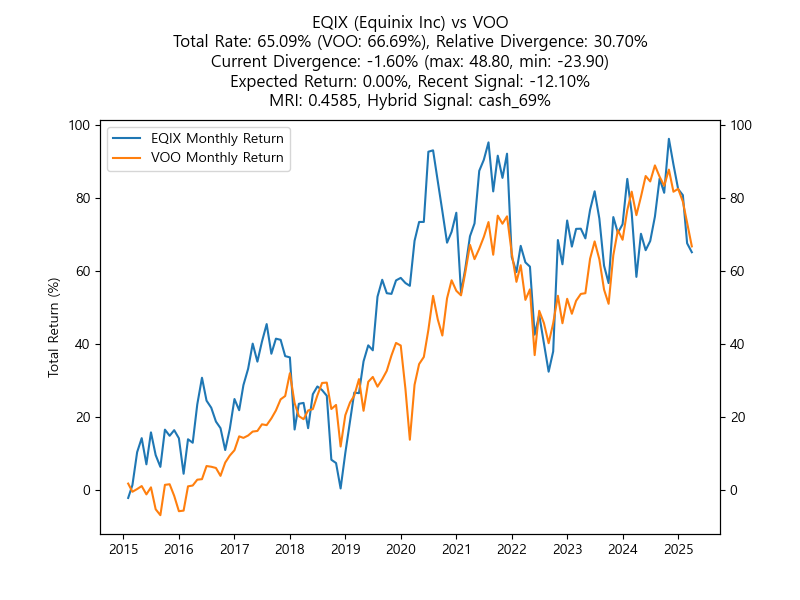 EQIX (Equinix Inc) vs VOO
Total Rate: 65.09% (VOO: 66.69%), Relative Divergence: 30.70%
Current Divergence: -1.60% (max: 48.80, min: -23.90)
Expected Return: 0.00%, Recent Signal: -12.10%
MRI: 0.4585, Hybrid Signal: cash_69%
EQIX Monthly Return
VOO Monthly Return
Total Return (%)
100
80
60
40
20
0
100
80
60
40
20
0
2015 2016 2017 2018 2019 2020 2021 2022 2023 2024 2025